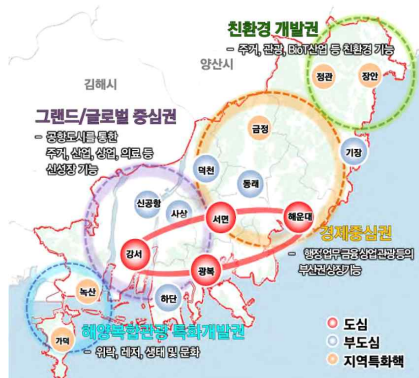 친환경 개발권
- 주거, 관광, BIoT산업 등 친환경 기능
양산시
김해시
정관
장안
그랜드/글로벌 중심권
- 공항도시를 통한
주거, 산업, 상업, 의료 등
신성장 기능
금정
기장
덕천
동래
신공항
사상
서면
해운대
경제중심권
- 행정업무금융상업관광등의
부산권상징기능
강서
광복
녹산
하단
해양복합관광 특화개발권
- 위락, 레저, 생태 및 문화
가덕
도심
부도심
지역특화핵